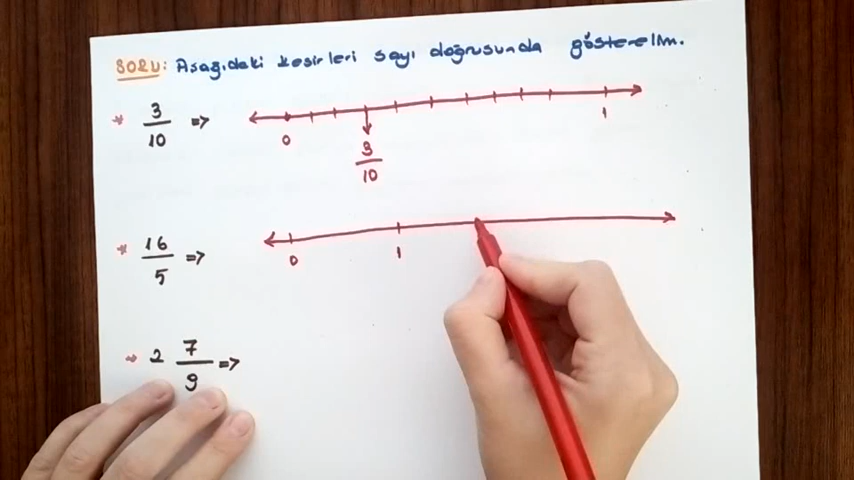 SORU: Aşağıdaki kesirleri sayı doğrusunda gösterelim.
* 3/10 => 0 1
3/10
* 16/5 => 0 1
* 2 7/9 =>